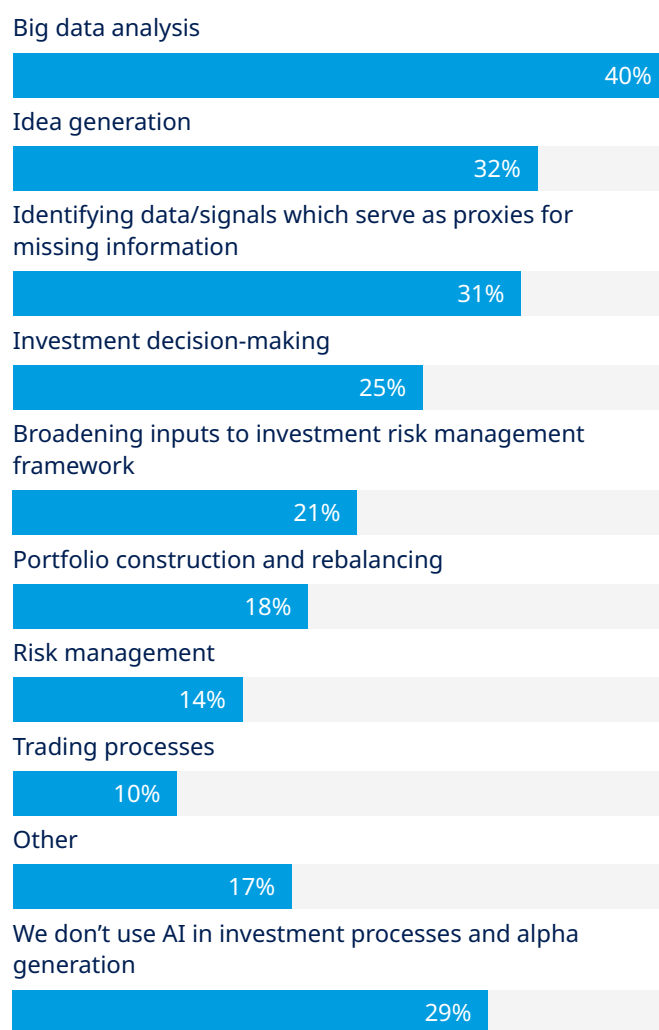 Big data analysis
40%
Idea generation
32%
Identifying data/signals which serve as proxies for
missing information
31%
Investment decision-making
25%
Broadening inputs to investment risk management
framework
21%
Portfolio construction and rebalancing
18%
Risk management
14%
Trading processes
10%
Other
17%
We don’t use AI in investment processes and alpha
generation
29%